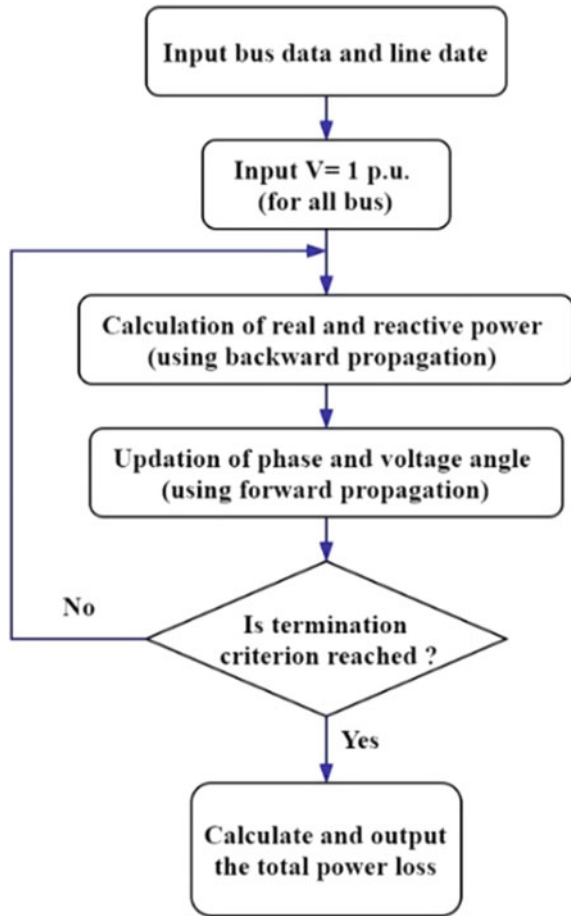 Input bus data and line date
Input V= 1 p.u.
(for all bus)
Calculation of real and reactive power
(using backward propagation)
Updation of phase and voltage angle
(using forward propagation)
No
Is termination
criterion reached ?
Yes
Calculate and output
the total power loss